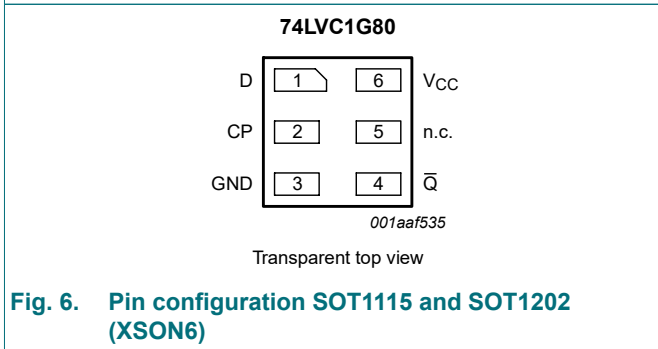 74LVC1G80
D 1 6 VCC
CP 2 5 n.c.
GND 3 4 Q̅
001aaf535
Transparent top view
Fig. 6. Pin configuration SOT1115 and SOT1202
(XSON6)